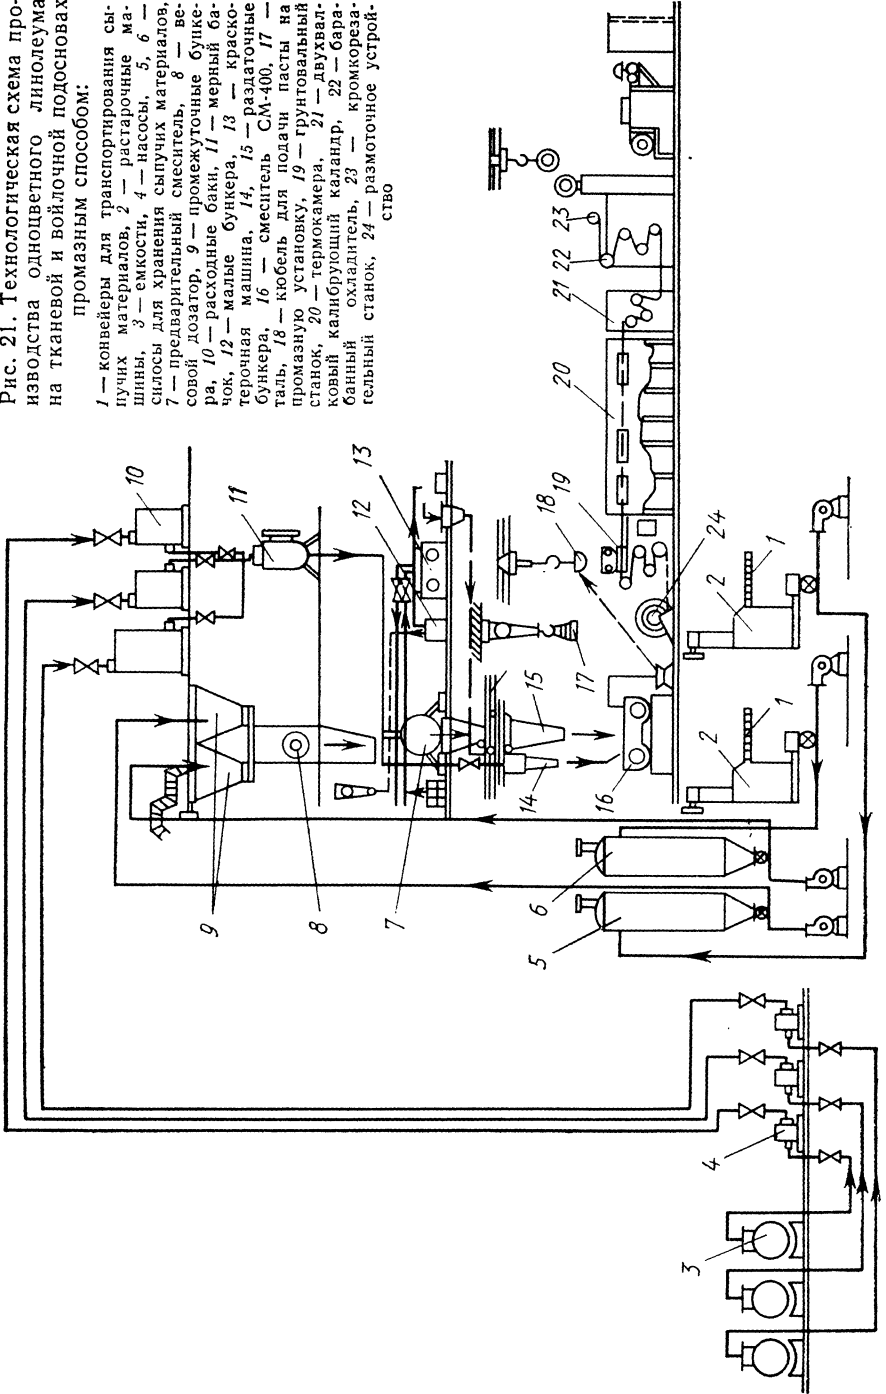 Рис. 21. Технологическая схема про-
изводства одноцветного линолеума
на тканевой и войлочной подосновах
промазным способом:
1 — конвейеры для транспортирования сы-
пучих материалов, 2 — растарочные ма-
шины, 3 — емкости, 4 — насосы, 5, 6 —
силосы для хранения сыпучих материалов,
7 — предварительный смеситель, 8 — ве-
совой дозатор, 9 — промежуточные бунке-
ра, 10 — расходные баки, 11 — мерный ба-
чок, 12 — малые бункера, 13 — краско-
терочная машина, 14, 15 — раздаточные
бункера, 16 — смеситель СМ-400, 17 —
таль, 18 — кюбель для подачи пасты на
промазную установку, 19 — грунтовальный
станок, 20 — термокамера, 21 — двухвал-
ковый калибрующий каландр, 22 — бара-
банный охладитель, 23 — кромкореза-
тельный станок, 24 — размоточное устрой-
ство
10
11
13
12
9
8
7
14
15
17
18
19
20
21
22
23
24
16
1
2
1
2
6
5
4
3